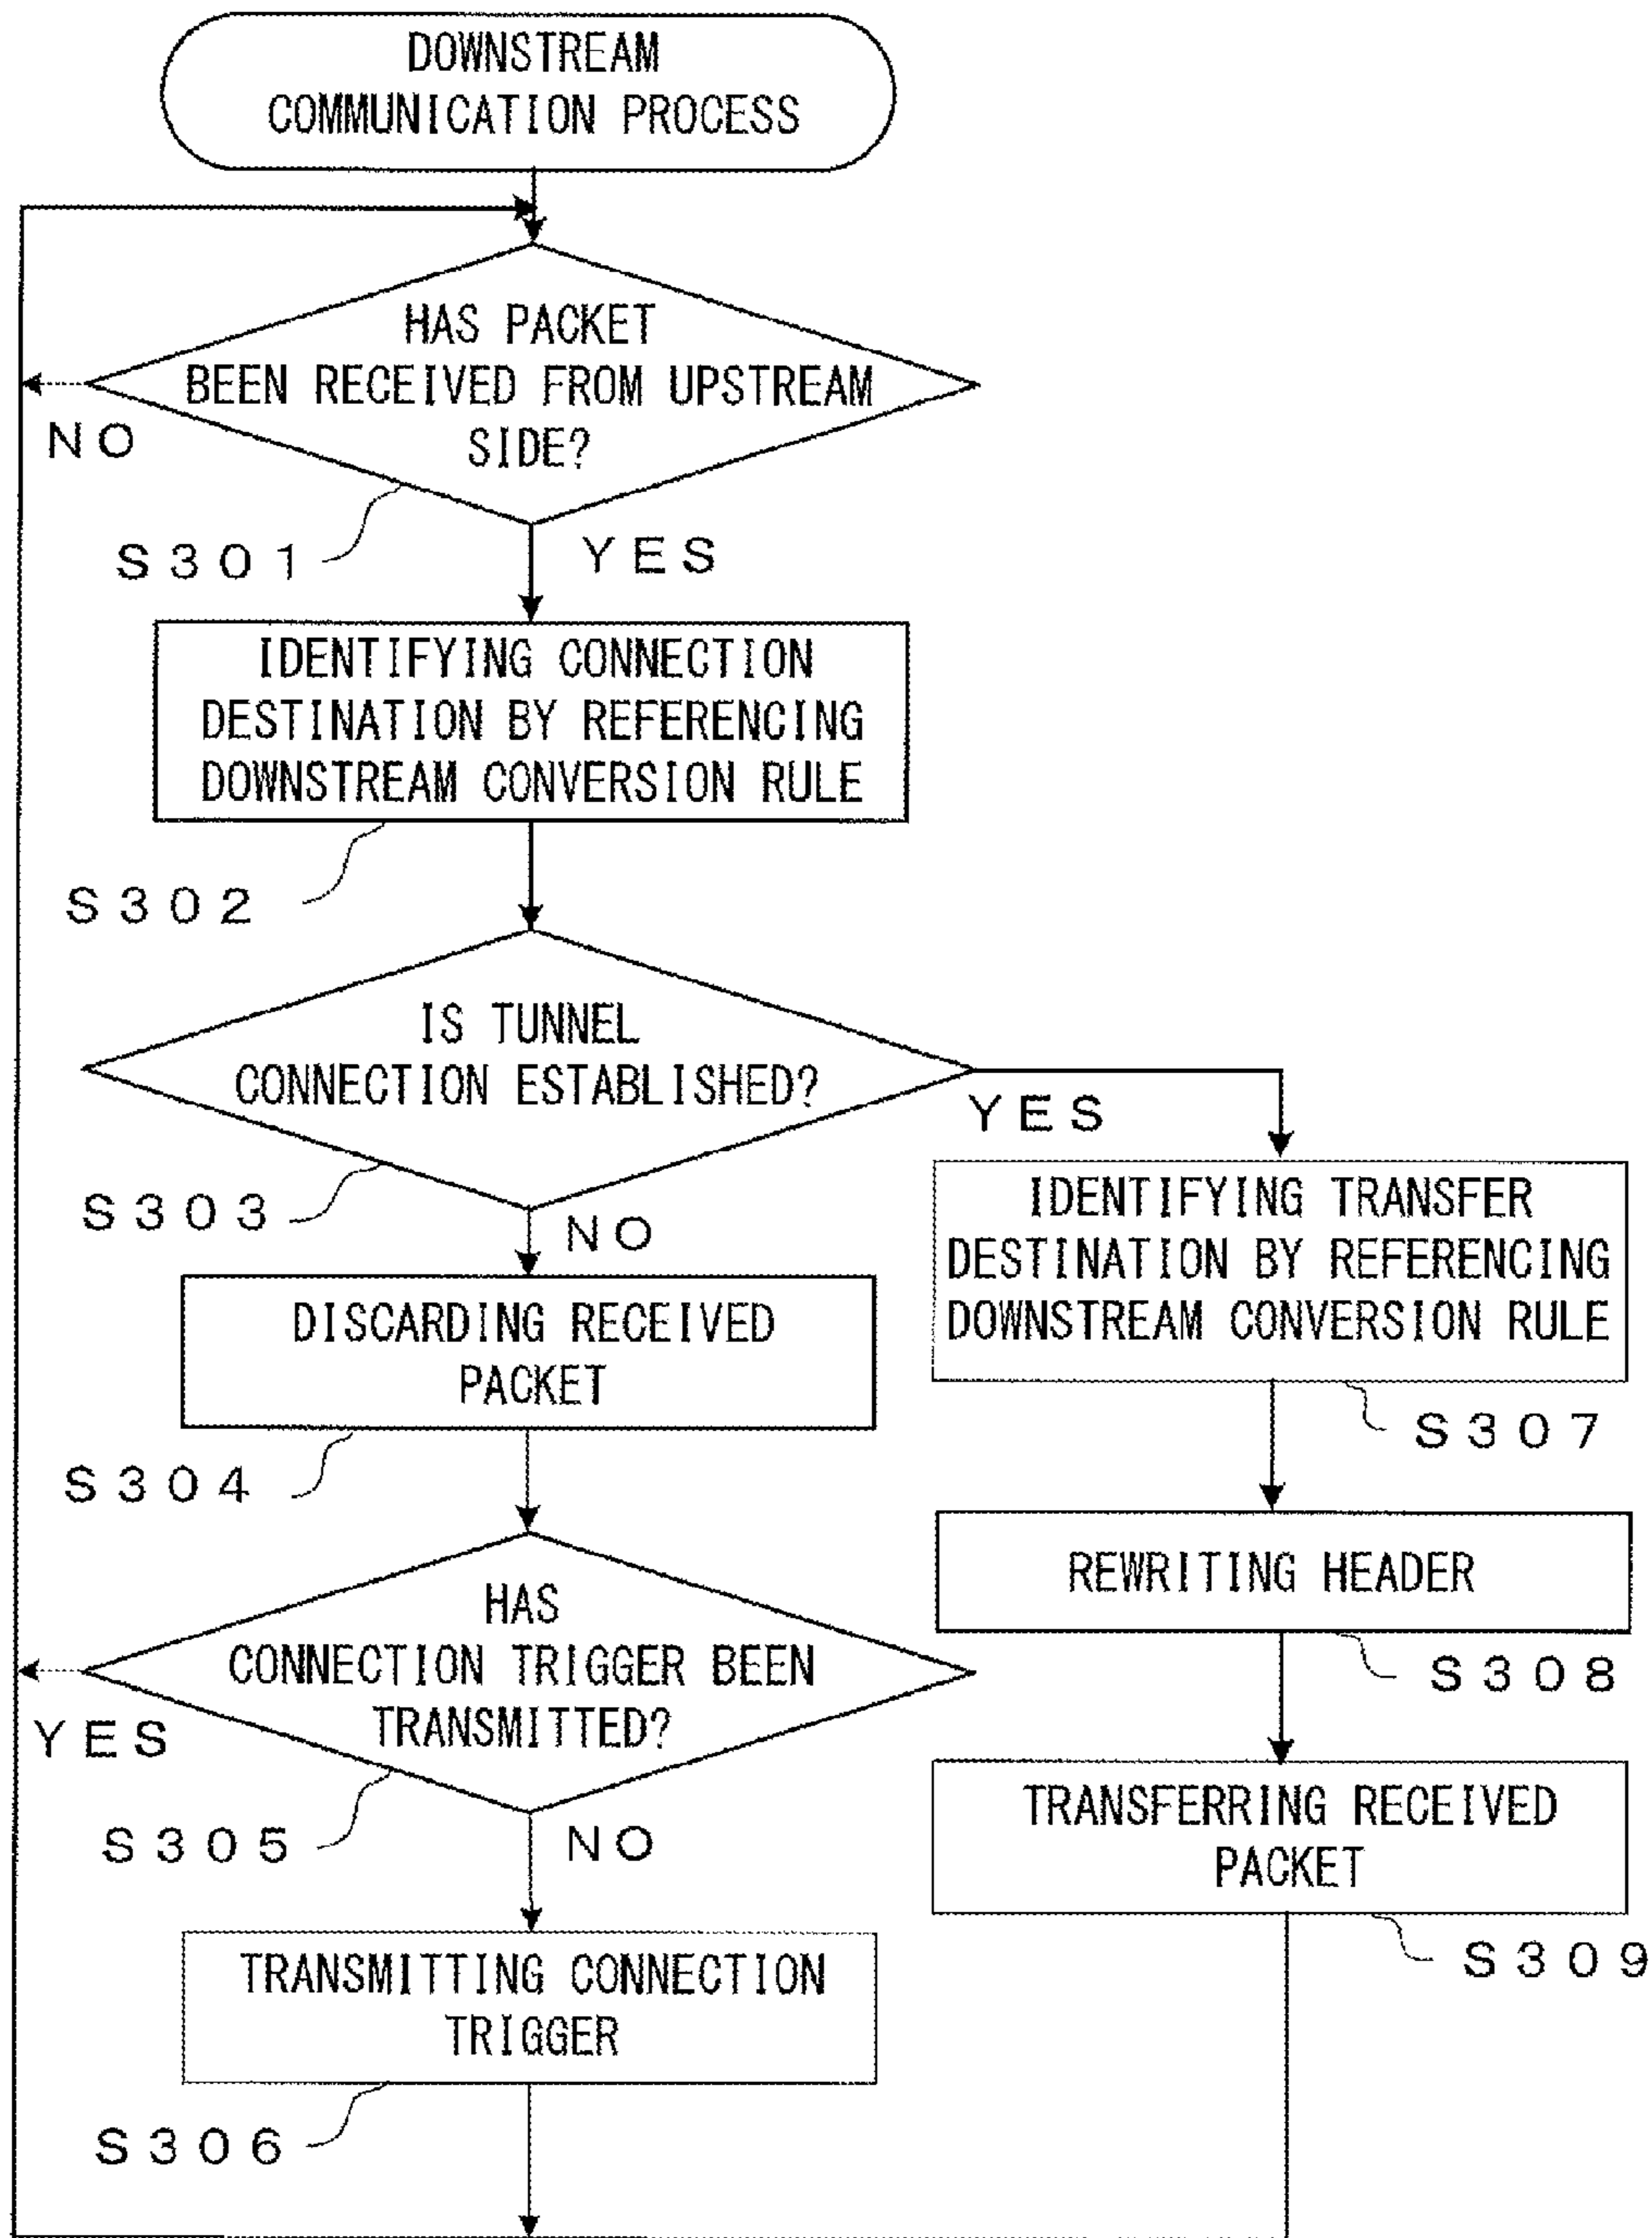 DOWNSTREAM
COMMUNICATION PROCESS
HAS PACKET
BEEN RECEIVED FROM UPSTREAM
SIDE?
NO
S301
YES
IDENTIFYING CONNECTION
DESTINATION BY REFERENCING
DOWNSTREAM CONVERSION RULE
S302
IS TUNNEL
CONNECTION ESTABLISHED?
YES
S303
NO
DISCARDING RECEIVED
PACKET
S304
HAS
CONNECTION TRIGGER BEEN
TRANSMITTED?
YES
S305
NO
TRANSMITTING CONNECTION
TRIGGER
S306
IDENTIFYING TRANSFER
DESTINATION BY REFERENCING
DOWNSTREAM CONVERSION RULE
S307
REWRITING HEADER
S308
TRANSFERRING RECEIVED
PACKET
S309